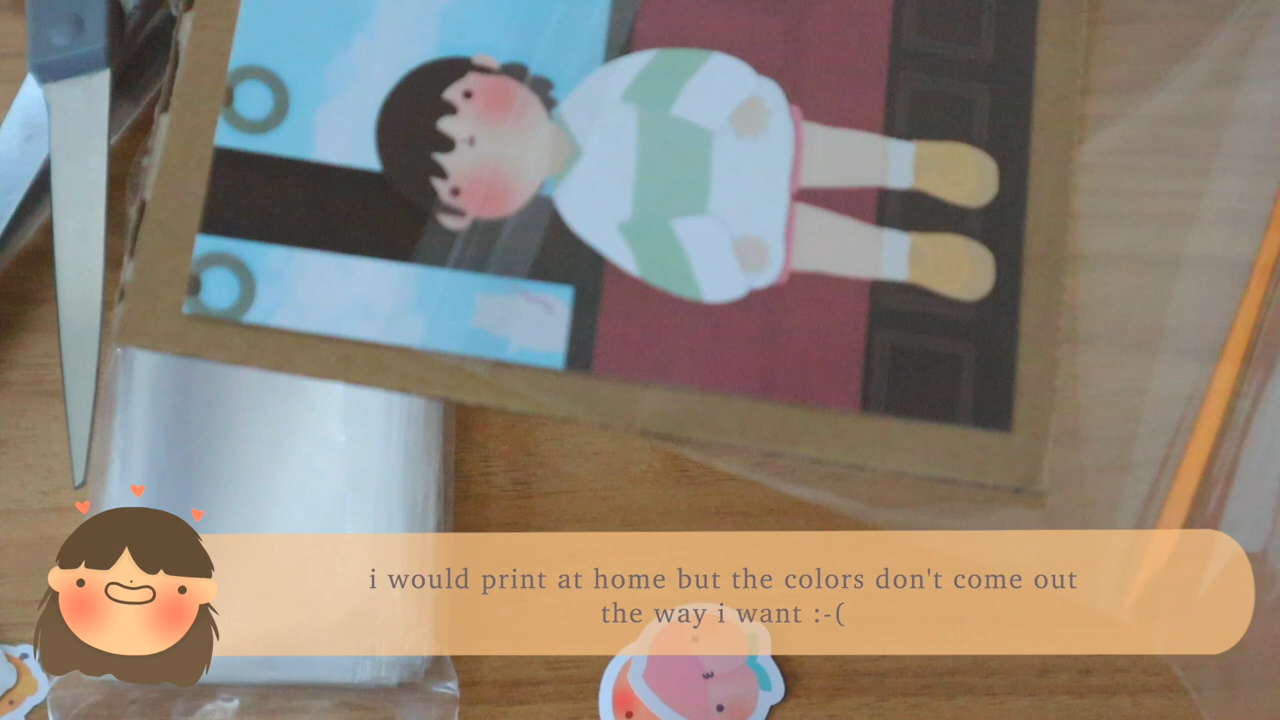 i would print at home but the colors don't come out
the way i want :-(